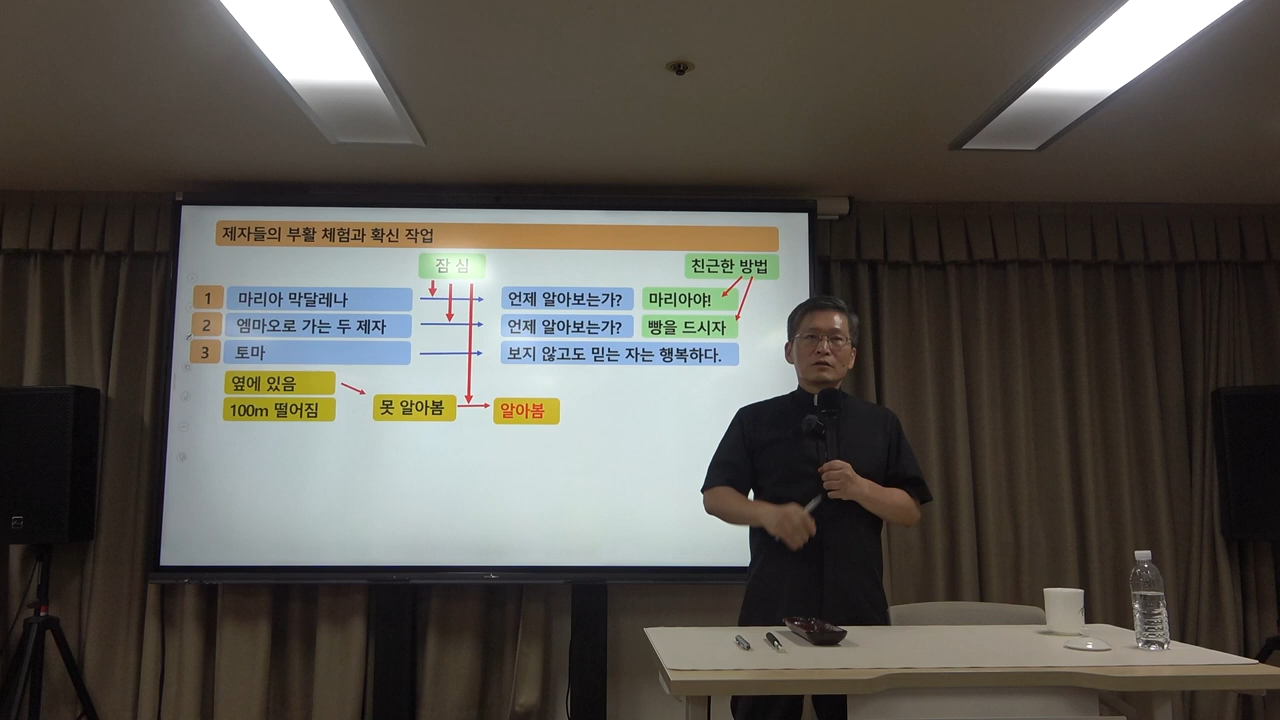 제자들의 부활 체험과 확신 작업
잠 심
친근한 방법
1 마리아 막달레나 언제 알아보는가? 마리아야!
2 엠마오로 가는 두 제자 언제 알아보는가? 빵을 드시자
3 토마 보지 않고도 믿는 자는 행복하다.
옆에 있음
100m 떨어짐
못 알아봄
알아봄